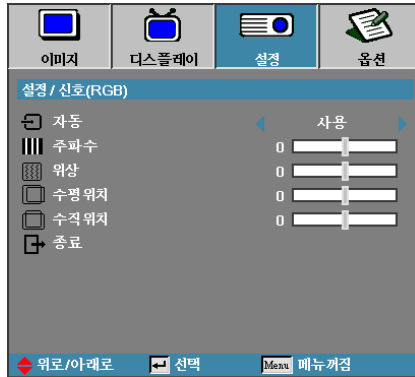 이미지 디스플레이 설정 옵션
설정 / 신호(RGB)
자동 사용
주파수 0
위상 0
수평 위치 0
수직 위치 0
종료
위로/아래로 선택 Menu 메뉴꺼짐